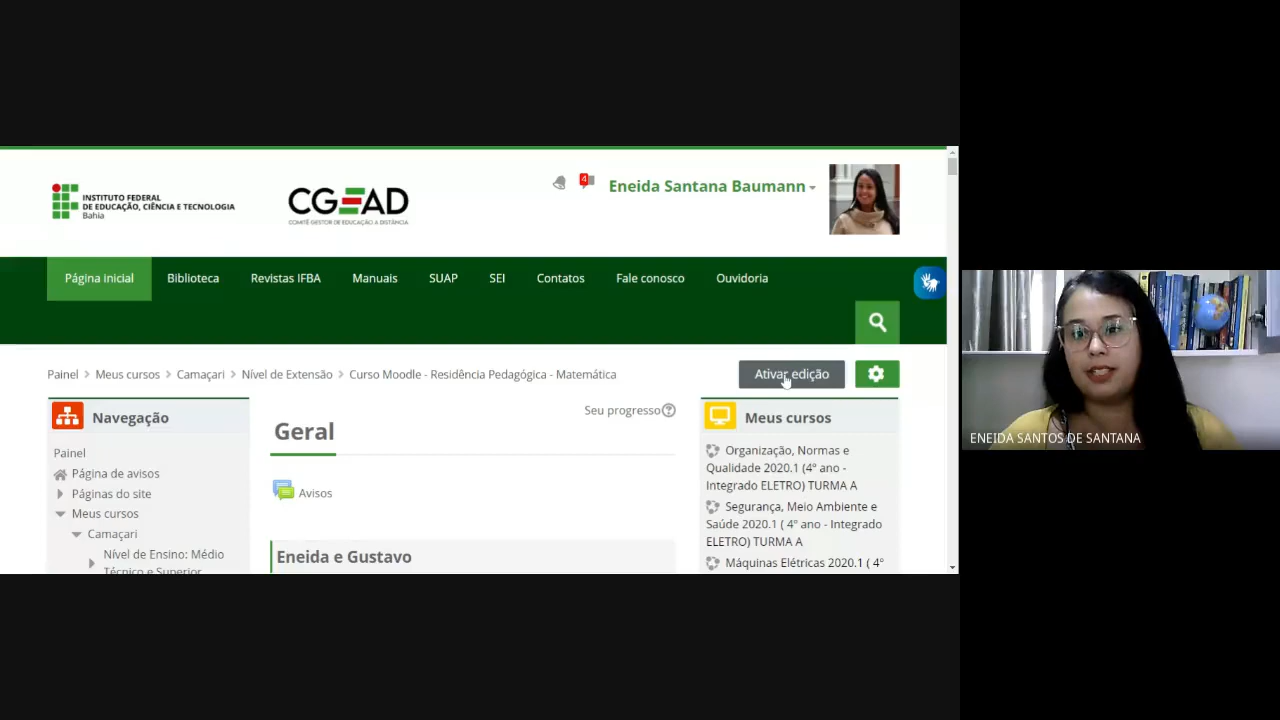 INSTITUTO FEDERAL
DE EDUCAÇÃO, CIÊNCIA E TECNOLOGIA
Bahia
CGEAD
COMITÊ GESTOR DE EDUCAÇÃO A DISTÂNCIA
4
Eneida Santana Baumann
Página inicial
Biblioteca
Revistas IFBA
Manuais
SUAP
SEI
Contatos
Fale conosco
Ouvidoria
Painel > Meus cursos > Camaçari > Nível de Extensão > Curso Moodle - Residência Pedagógica - Matemática
Ativar edição
Navegação
Painel
Página de avisos
Páginas do site
Meus cursos
Camaçari
Nível de Ensino: Médio
Técnico e Superior
Seu progresso
Geral
Avisos
Eneida e Gustavo
Meus cursos
Organização, Normas e
Qualidade 2020.1 (4º ano -
Integrado ELETRO) TURMA A
Segurança, Meio Ambiente e
Saúde 2020.1 ( 4º ano - Integrado
ELETRO) TURMA A
Máquinas Elétricas 2020.1 ( 4º
ENEIDA SANTOS DE SANTANA